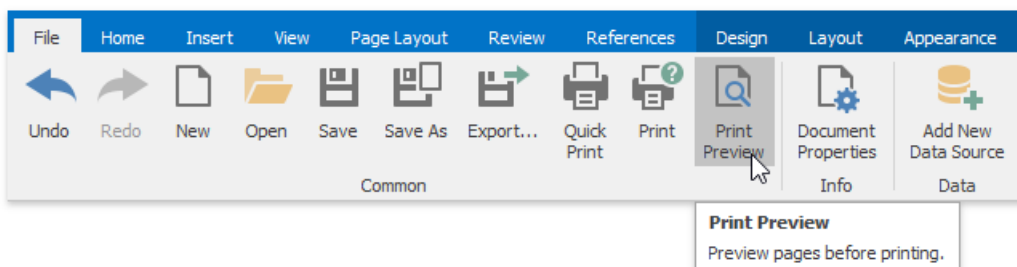 File Home Insert View Page Layout Review References Design Layout Appearance
?
Undo Redo New Open Save Save As Export... Quick Print Print Print Preview Document Properties Add New Data Source
Common Info Data
Print Preview
Preview pages before printing.